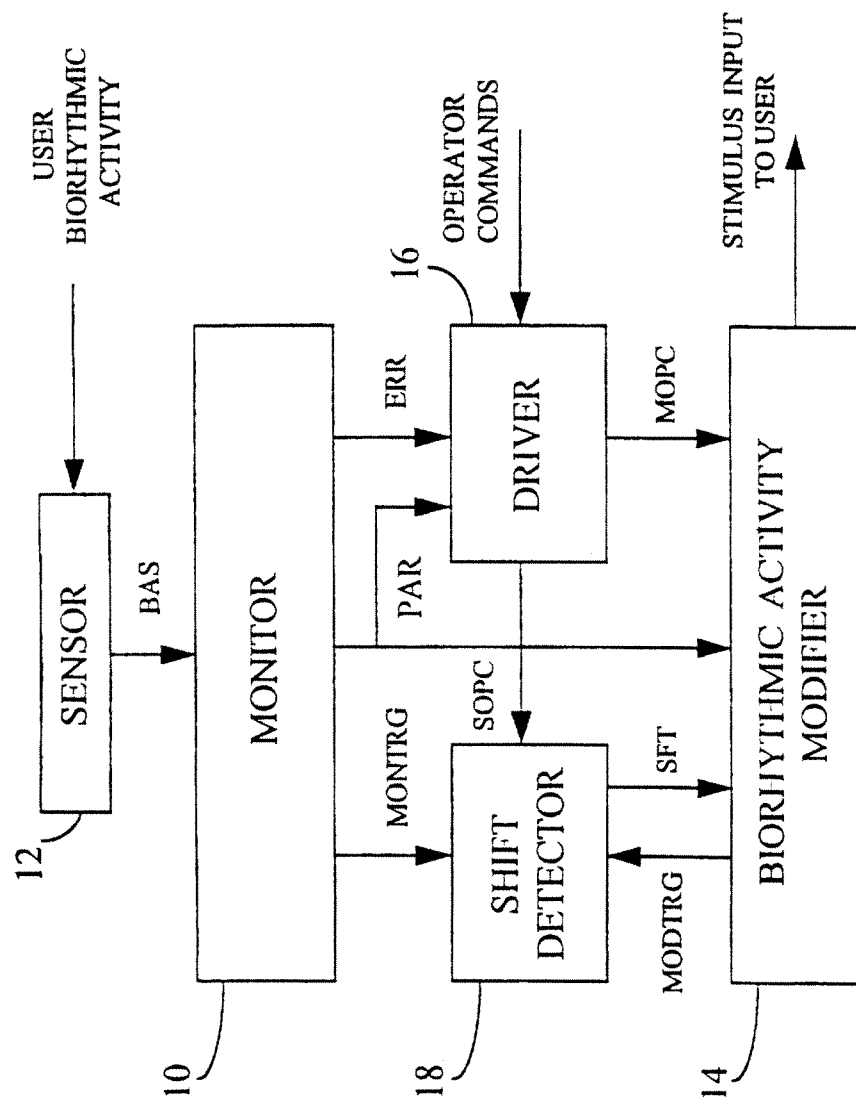 USER
BIORHYTHMIC
ACTIVITY
SENSOR
12
BAS
MONITOR
10
MONTRG
PAR
ERR
OPERATOR
COMMANDS
16
DRIVER
SOPC
SHIFT
DETECTOR
18
MODTRG
SFT
MOPC
BIORHYTHMIC ACTIVITY
MODIFIER
14
STIMULUS INPUT
TO USER